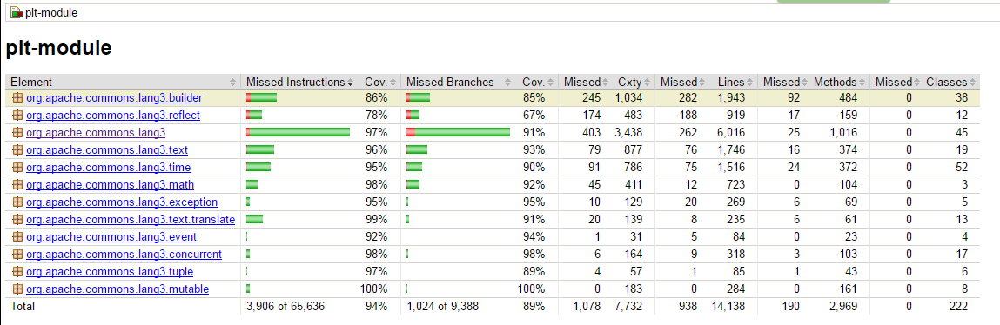 pit-module
pit-module
Element Missed Instructions Cov. Missed Branches Cov. Missed Cxty Missed Lines Missed Methods Missed Classes
org.apache.commons.lang3.builder 86% 85% 245 1,034 282 1,943 92 484 0 38
org.apache.commons.lang3.reflect 78% 67% 174 483 188 919 17 159 0 12
org.apache.commons.lang3 97% 91% 403 3,438 262 6,016 25 1,016 0 45
org.apache.commons.lang3.text 96% 93% 79 877 76 1,746 16 374 0 19
org.apache.commons.lang3.time 95% 90% 91 786 75 1,516 24 372 0 52
org.apache.commons.lang3.math 98% 92% 45 411 12 723 0 104 0 3
org.apache.commons.lang3.exception 95% 95% 10 129 20 269 6 69 0 5
org.apache.commons.lang3.text.translate 99% 91% 20 139 8 235 6 61 0 13
org.apache.commons.lang3.event 92% 94% 1 31 5 84 0 23 0 4
org.apache.commons.lang3.concurrent 98% 98% 6 164 9 318 3 103 0 17
org.apache.commons.lang3.tuple 97% 89% 4 57 1 85 1 43 0 6
org.apache.commons.lang3.mutable 100% 100% 0 183 0 284 0 161 0 8
Total 3,906 of 65,636 94% 1,024 of 9,388 89% 1,078 7,732 938 14,138 190 2,969 0 222